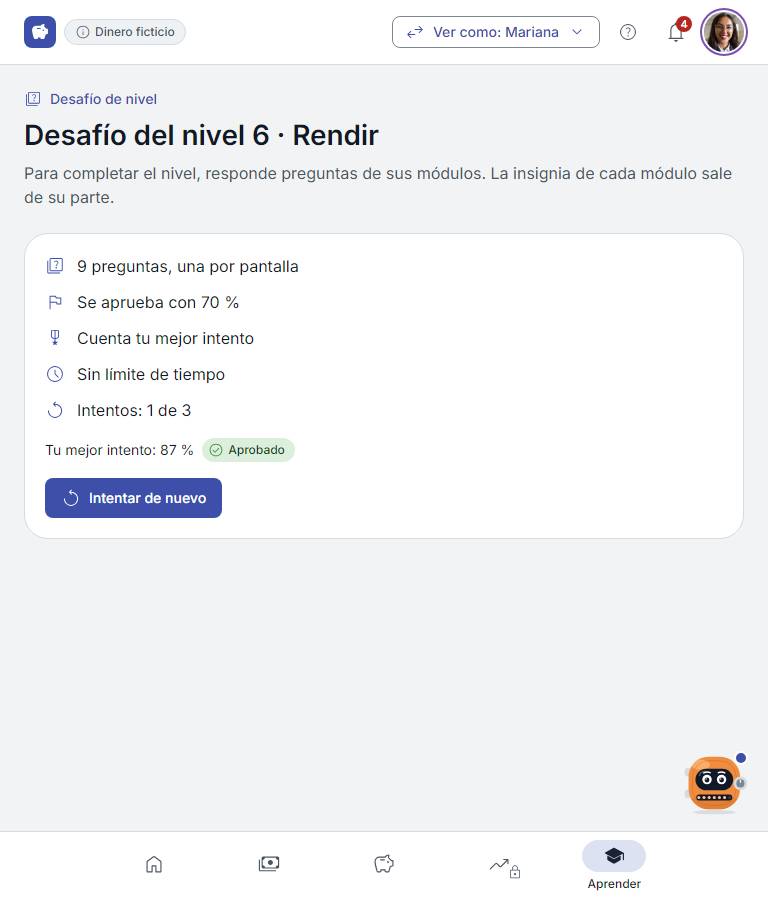 Dinero ficticio
Ver como: Mariana
4
Desafío de nivel
Desafío del nivel 6 · Rendir
Para completar el nivel, responde preguntas de sus módulos. La insignia de cada módulo sale
de su parte.
9 preguntas, una por pantalla
Se aprueba con 70 %
Cuenta tu mejor intento
Sin límite de tiempo
Intentos: 1 de 3
Tu mejor intento: 87 % Aprobado
Intentar de nuevo
Aprender